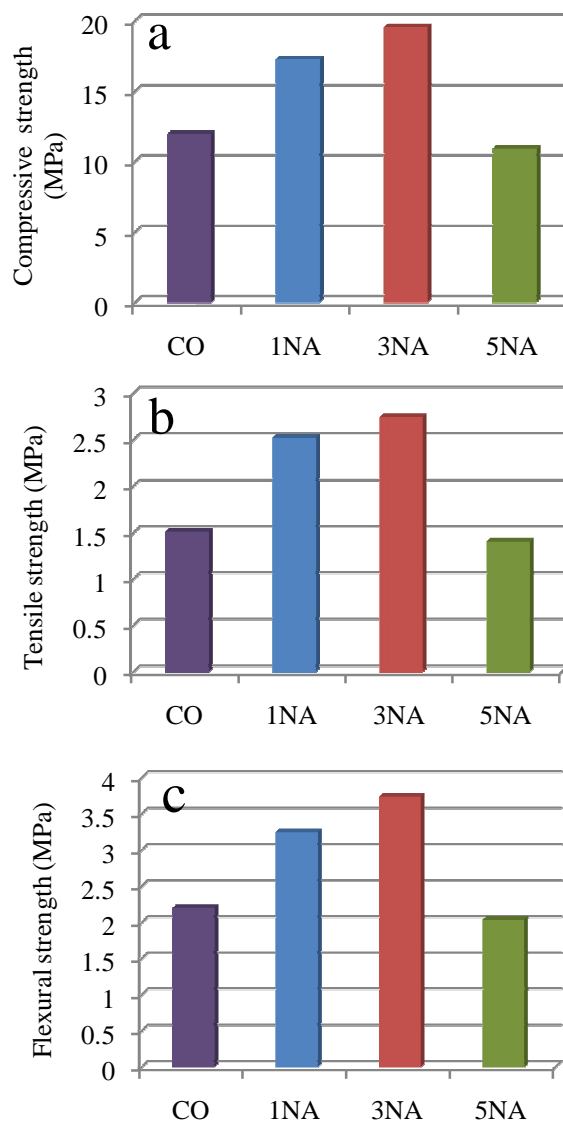 a
Compressive strength
(MPa)
20
15
10
5
0
CO 1NA 3NA 5NA
b
Tensile strength (MPa)
3
2.5
2
1.5
1
0.5
0
CO 1NA 3NA 5NA
c
Flexural strength (MPa)
4
3.5
3
2.5
2
1.5
1
0.5
0
CO 1NA 3NA 5NA